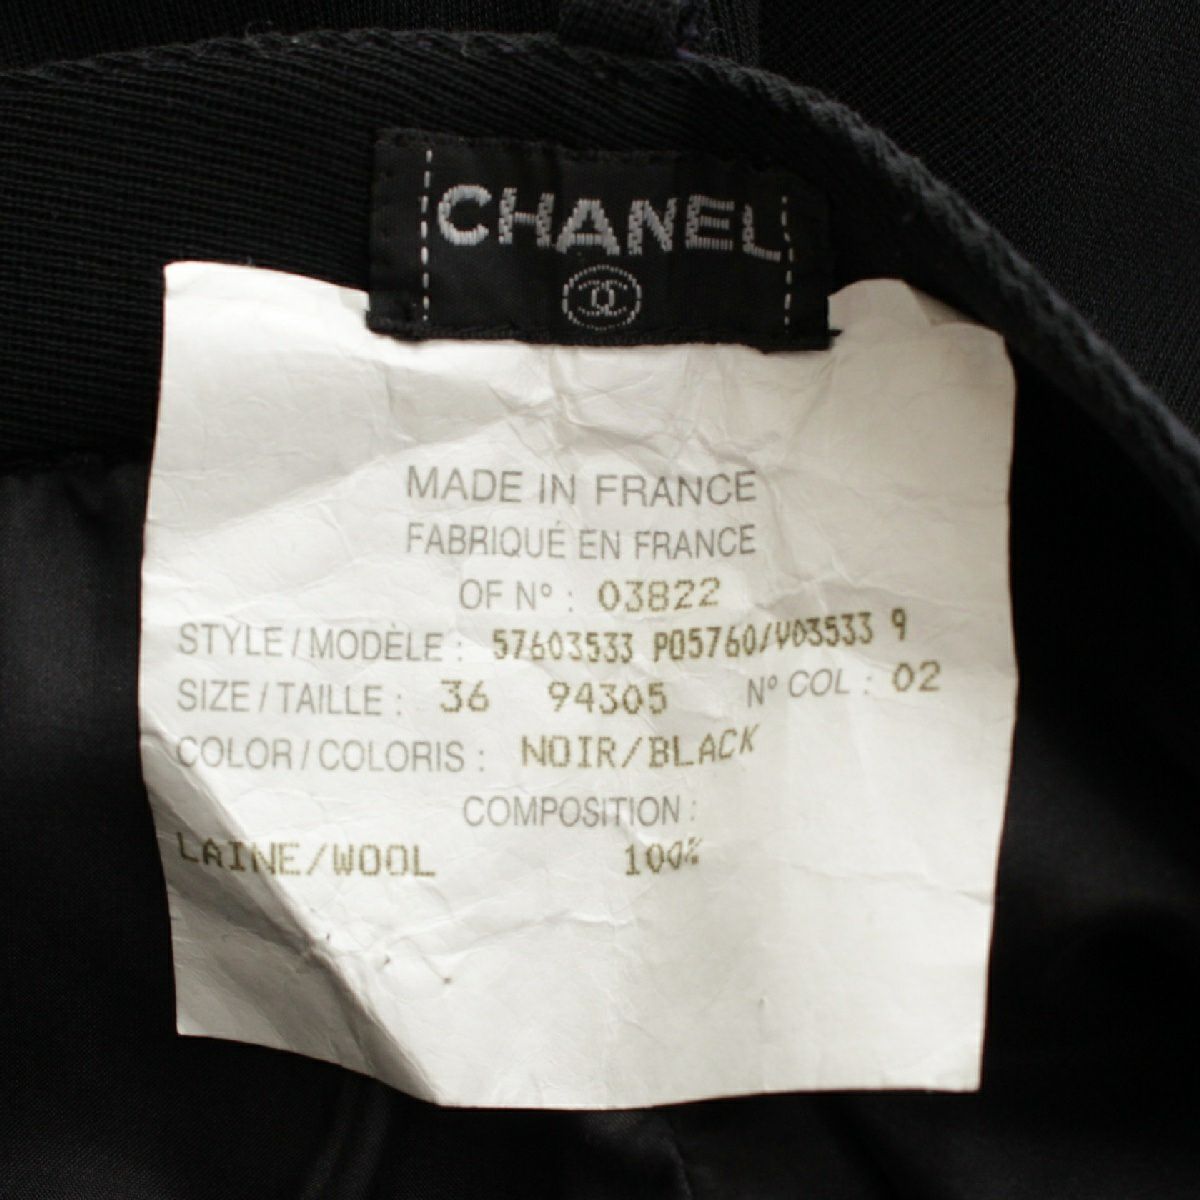 CHANEL
MADE IN FRANCE
FABRIQUÉ EN FRANCE
OF N° : 03822
STYLE/MODÈLE : 57603533 P05760/V03533 9
SIZE/TAILLE : 36 94305 N° COL : 02
COLOR/COLORIS : NOIR/BLACK
COMPOSITION :
LAINE/WOOL 100%